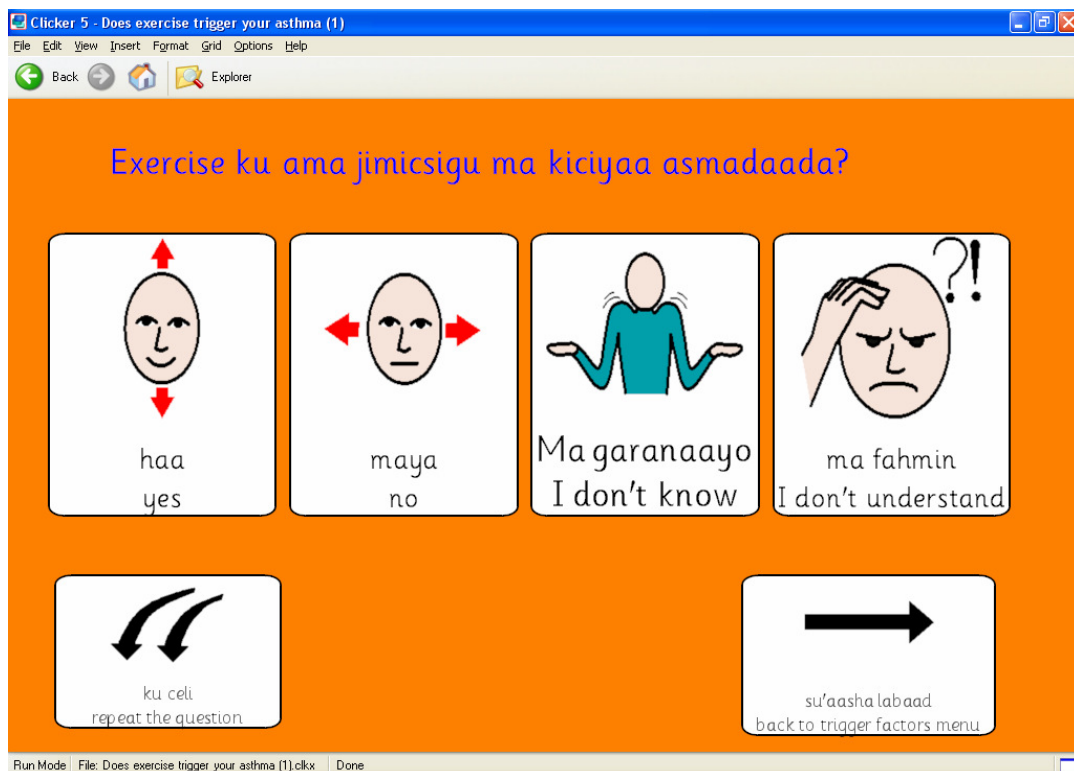 Clicker 5 - Does exercise trigger your asthma (1)
File Edit View Insert Format Grid Options Help
Back Explorer
Exercise ku ama jimicsigu ma kiciyaa asmadaada?
?!
haa
yes
maya
no
Ma garanaayo
I don't know
ma fahmin
I don't understand
ku celi
repeat the question
su'aasha labaad
back to trigger factors menu
Run Mode File: Does exercise trigger your asthma (1).clkx Done